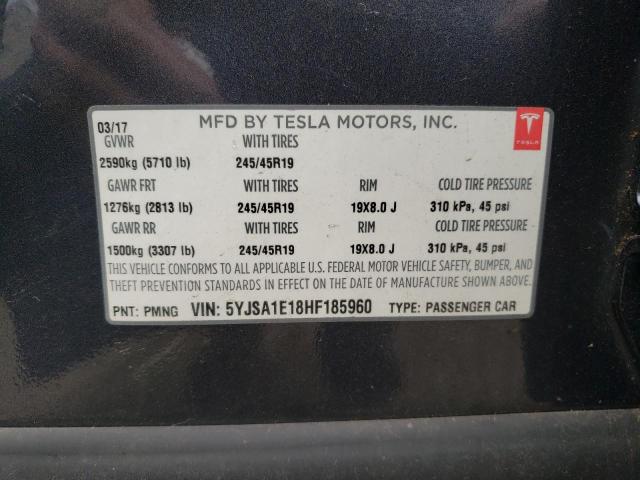 03/17 MFD BY TESLA MOTORS, INC.
TESLA
GVWR WITH TIRES
2590kg (5710 lb) 245/45R19
GAWR FRT WITH TIRES RIM COLD TIRE PRESSURE
1276kg (2813 lb) 245/45R19 19X8.0 J 310 kPa, 45 psi
GAWR RR WITH TIRES RIM COLD TIRE PRESSURE
1500kg (3307 lb) 245/45R19 19X8.0 J 310 kPa, 45 psi
THIS VEHICLE CONFORMS TO ALL APPLICABLE U.S. FEDERAL MOTOR VEHICLE SAFETY, BUMPER, AND
THEFT PREVENTION STANDARDS IN EFFECT ON THE DATE OF MANUFACTURE SHOWN ABOVE.
PNT: PMNG VIN: 5YJSA1E18HF185960 TYPE: PASSENGER CAR